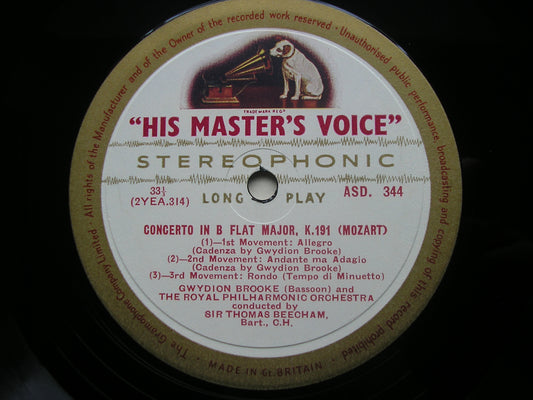 The Gramophone Company Limited · All rights of the Manufacturer and of the Owner of the recorded work reserved · Unauthorised public performance, broadcasting and copying of this record prohibited
TRADE MARK REGD
"HIS MASTER'S VOICE"
STEREOPHONIC
33⅓ LONG PLAY ASD. 344
(2YEA.314)
CONCERTO IN B FLAT MAJOR, K.191 (MOZART)
(1)—1st Movement: Allegro
(Cadenza by Gwydion Brooke)
(2)—2nd Movement: Andante ma Adagio
(Cadenza by Gwydion Brooke)
(3)—3rd Movement: Rondo (Tempo di Minuetto)
GWYDION BROOKE (Bassoon) and
THE ROYAL PHILHARMONIC ORCHESTRA
conducted by
SIR THOMAS BEECHAM,
Bart., C.H.
MADE IN Gt. BRITAIN